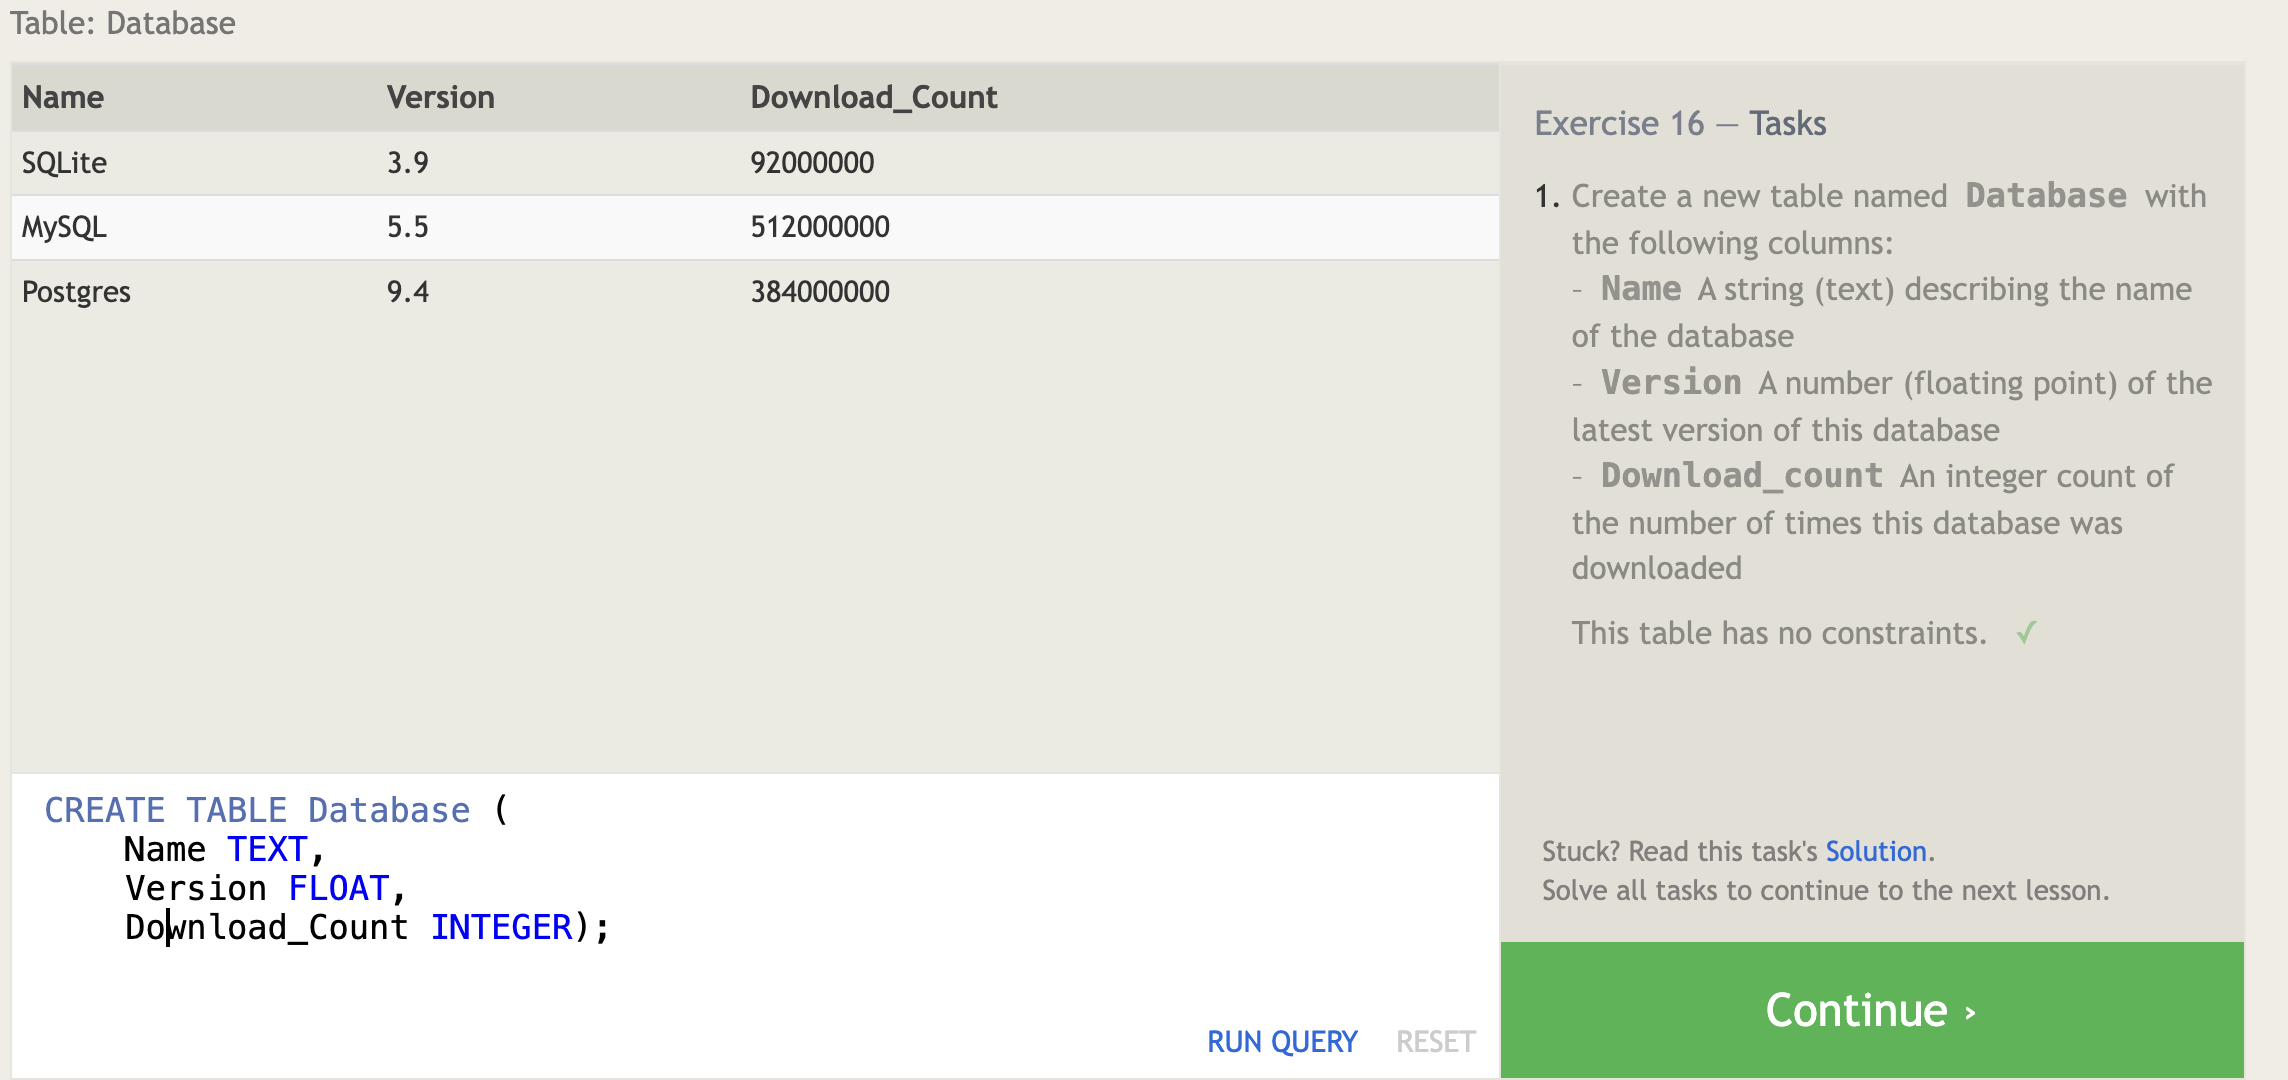 Table: Database
Name Version Download_Count
SQLite 3.9 92000000
MySQL 5.5 512000000
Postgres 9.4 384000000
CREATE TABLE Database (
Name TEXT,
Version FLOAT,
Download_Count INTEGER);
RUN QUERY RESET
Exercise 16 — Tasks
1. Create a new table named Database with
the following columns:
– Name A string (text) describing the name
of the database
– Version A number (floating point) of the
latest version of this database
– Download_count An integer count of
the number of times this database was
downloaded
This table has no constraints. ✓
Stuck? Read this task's Solution.
Solve all tasks to continue to the next lesson.
Continue ›